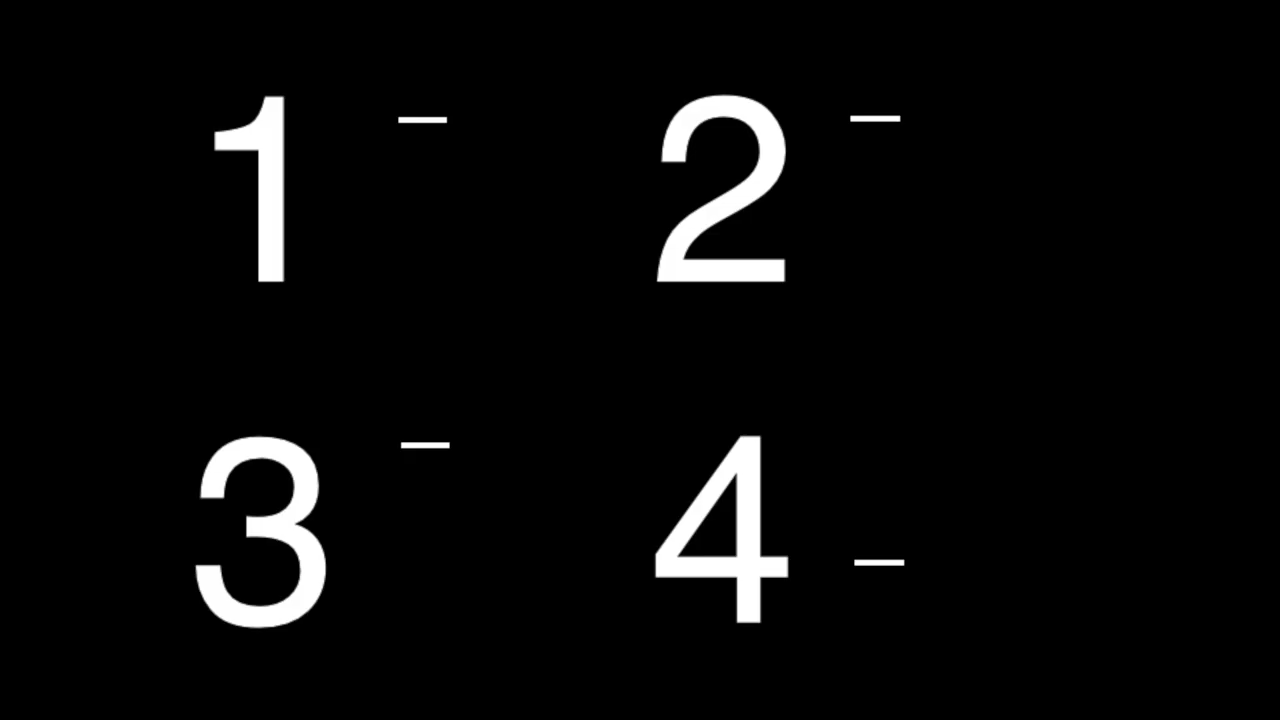 1 ‾ 2 ‾
3 ‾ 4 -